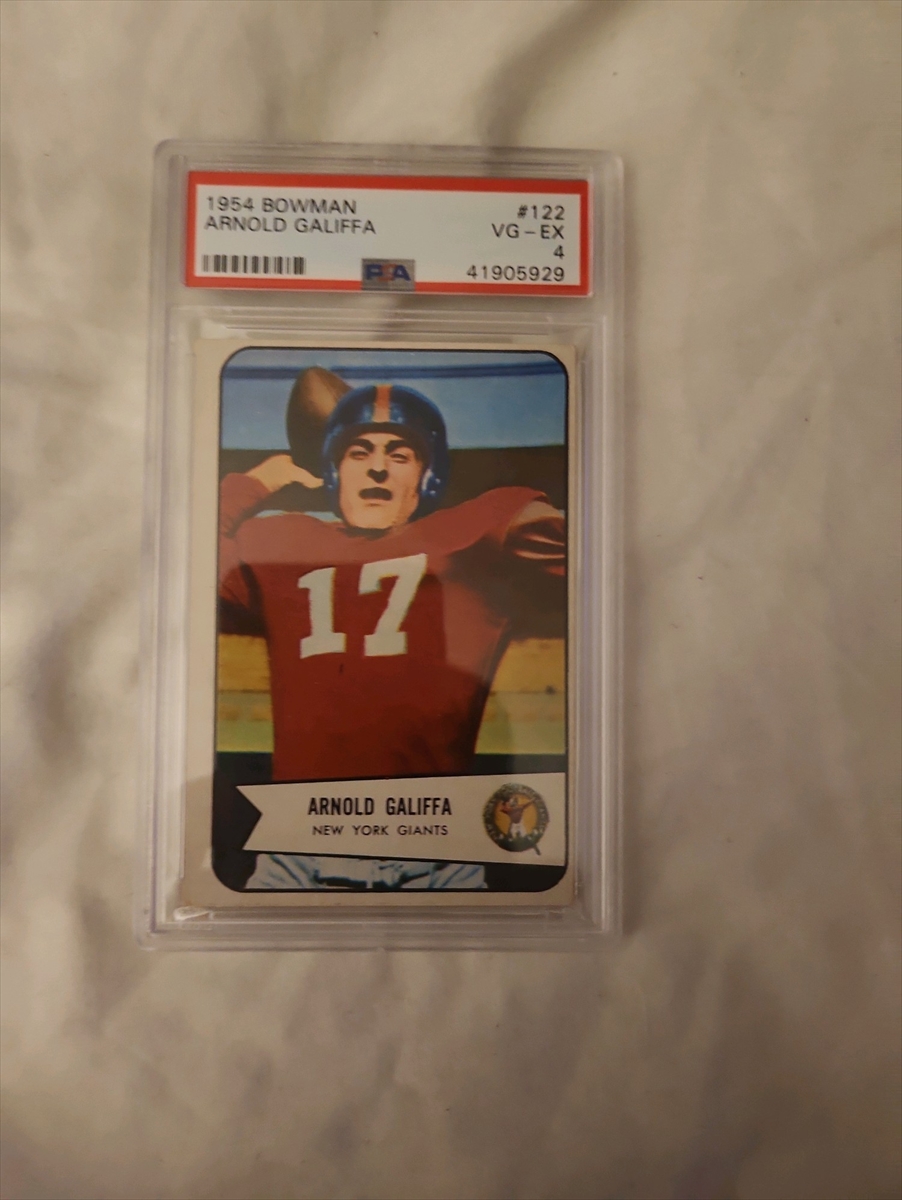 1954 BOWMAN #122
ARNOLD GALIFFA VG-EX
4
PSA 41905929
17
ARNOLD GALIFFA
NEW YORK GIANTS